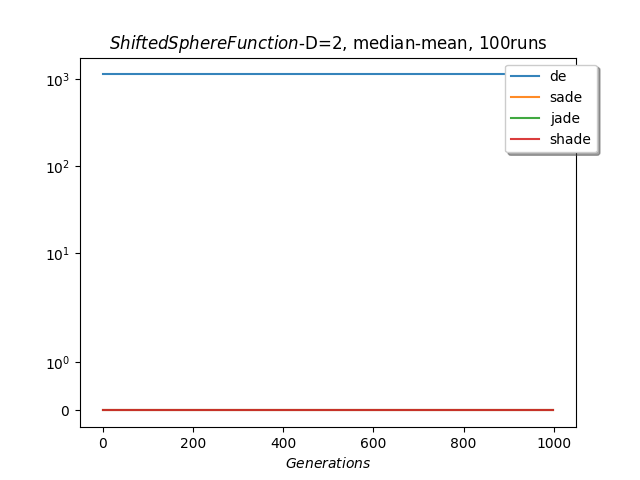 ShiftedSphereFunction-D=2, median-mean, 100runs
de
sade
jade
shade
10³
10²
10¹
10⁰
0
0 200 400 600 800 1000
Generations